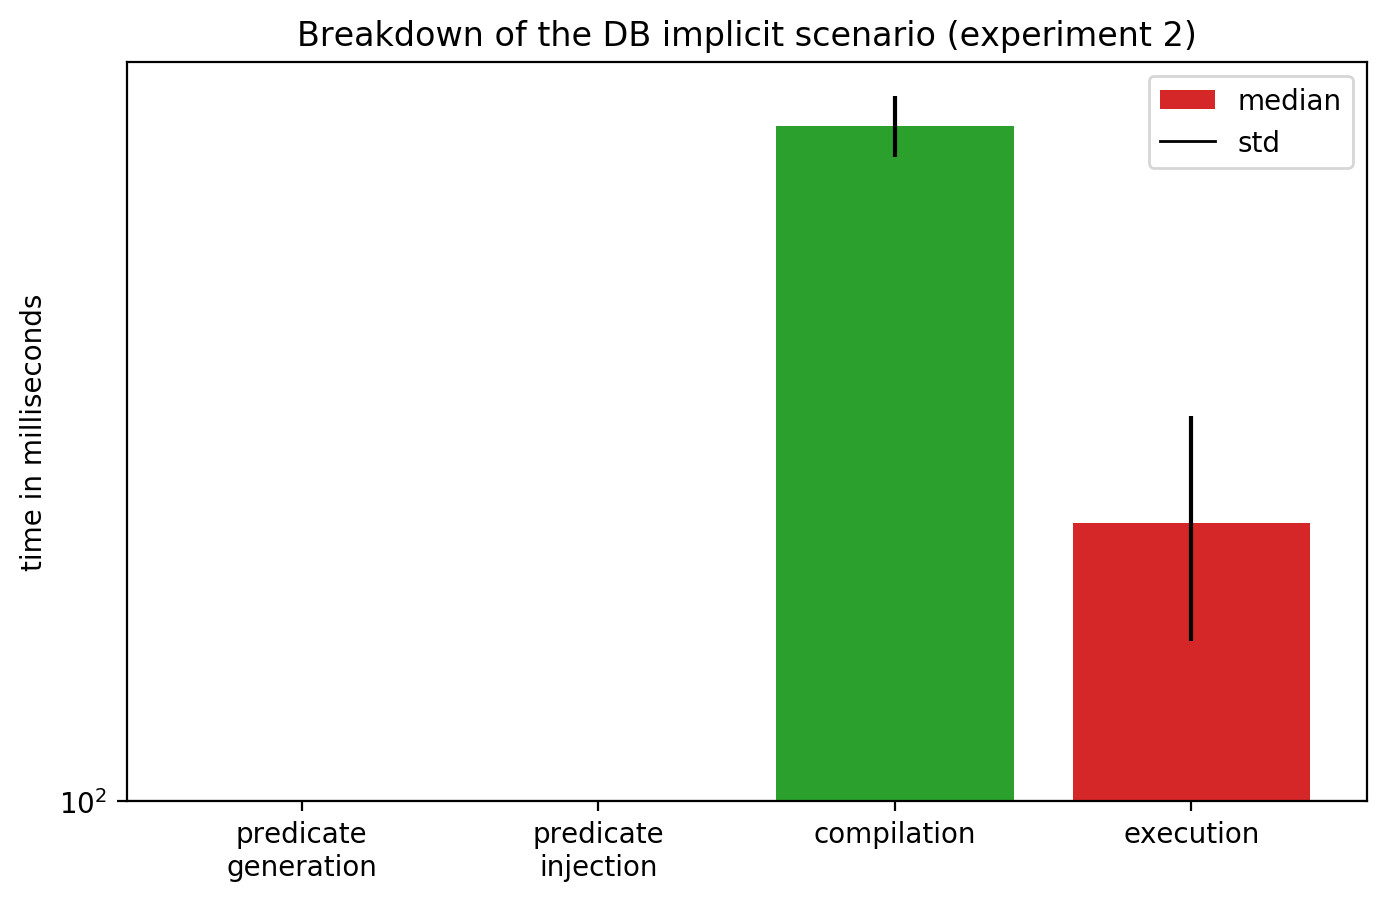 Breakdown of the DB implicit scenario (experiment 2)
median
std
time in milliseconds
10²
predicate
generation
predicate
injection
compilation
execution